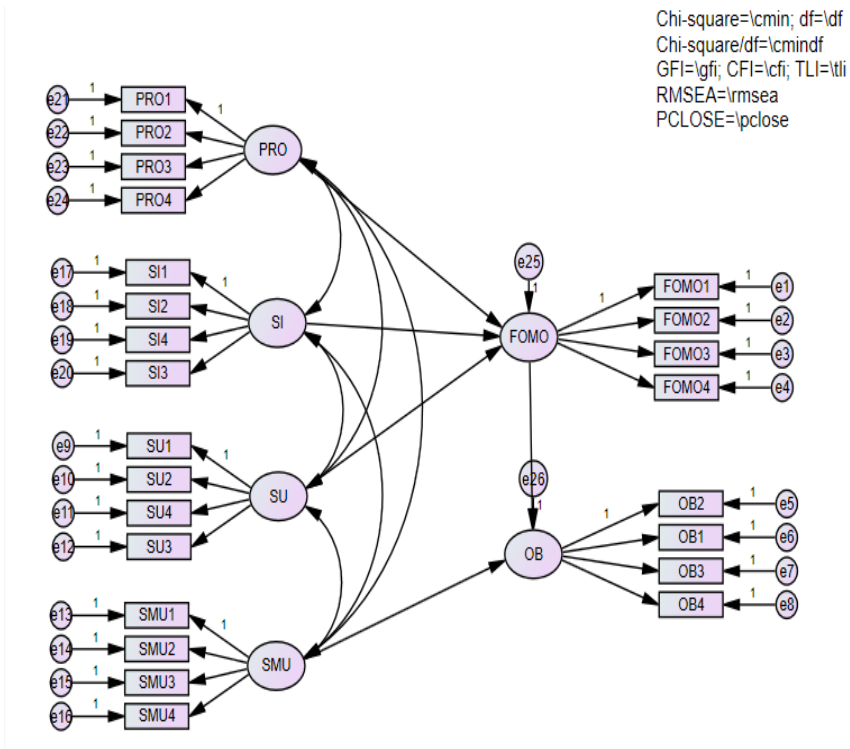 Chi-square=\cmin; df=\df
Chi-square/df=\cmindf
GFI=\gfi; CFI=\cfi; TLI=\tli
RMSEA=\rmsea
PCLOSE=\pclose
e21 1 PRO1 1
e22 1 PRO2
e23 1 PRO3
e24 1 PRO4
PRO
e17 1 SI1 1
e18 1 SI2
e19 1 SI4
e20 1 SI3
SI
e9 1 SU1 1
e10 1 SU2
e11 1 SU4
e12 1 SU3
SU
e13 1 SMU1 1
e14 1 SMU2
e15 1 SMU3
e16 1 SMU4
SMU
e25
1
FOMO
1 FOMO1 1 e1
FOMO2 1 e2
FOMO3 1 e3
FOMO4 1 e4
e26
1
OB
1 OB2 1 e5
OB1 1 e6
OB3 1 e7
OB4 1 e8